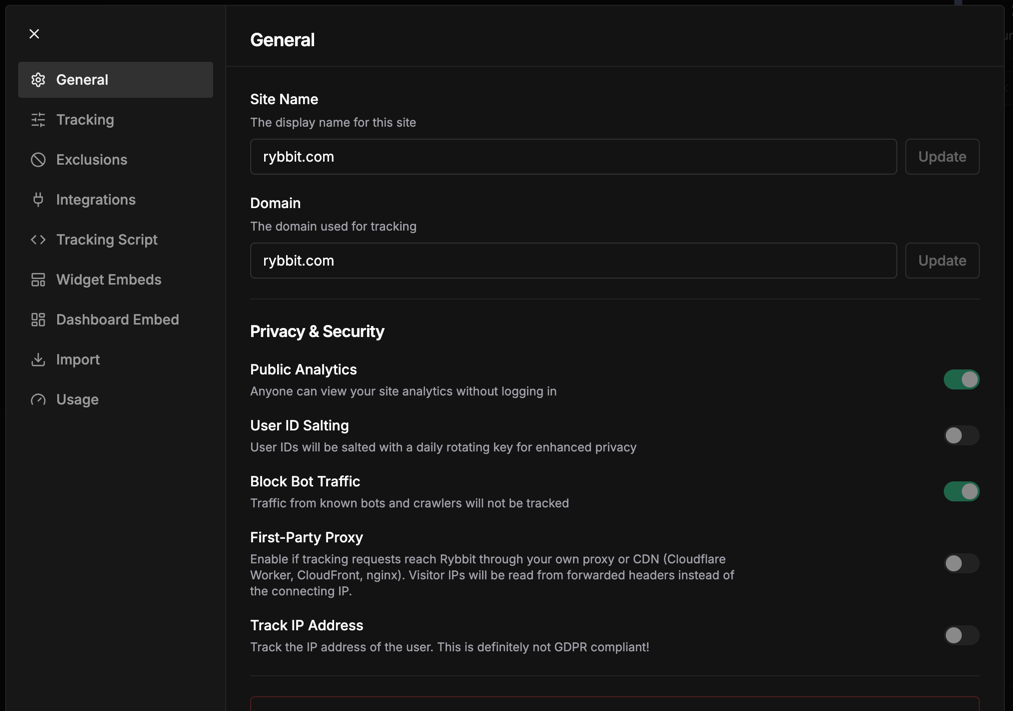 General
General
Tracking
Exclusions
Integrations
Tracking Script
Widget Embeds
Dashboard Embed
Import
Usage
Site Name
The display name for this site
rybbit.com
Update
Domain
The domain used for tracking
rybbit.com
Update
Privacy & Security
Public Analytics
Anyone can view your site analytics without logging in
User ID Salting
User IDs will be salted with a daily rotating key for enhanced privacy
Block Bot Traffic
Traffic from known bots and crawlers will not be tracked
First-Party Proxy
Enable if tracking requests reach Rybbit through your own proxy or CDN (Cloudflare
Worker, CloudFront, nginx). Visitor IPs will be read from forwarded headers instead of
the connecting IP.
Track IP Address
Track the IP address of the user. This is definitely not GDPR compliant!